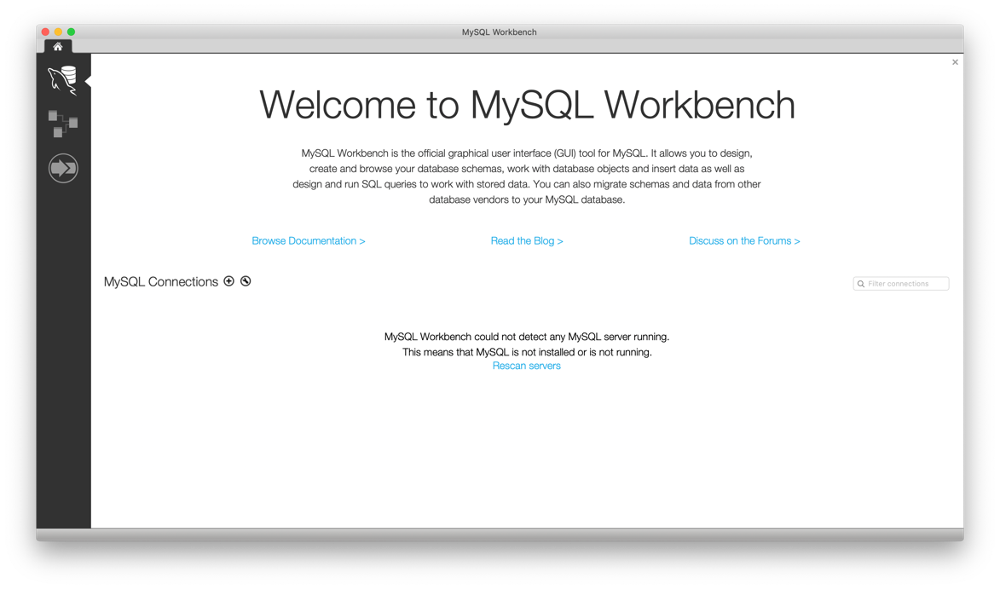 MySQL Workbench
Welcome to MySQL Workbench
MySQL Workbench is the official graphical user interface (GUI) tool for MySQL. It allows you to design,
create and browse your database schemas, work with database objects and insert data as well as
design and run SQL queries to work with stored data. You can also migrate schemas and data from other
database vendors to your MySQL database.
Browse Documentation >
Read the Blog >
Discuss on the Forums >
MySQL Connections
Filter connections
MySQL Workbench could not detect any MySQL server running.
This means that MySQL is not installed or is not running.
Rescan servers